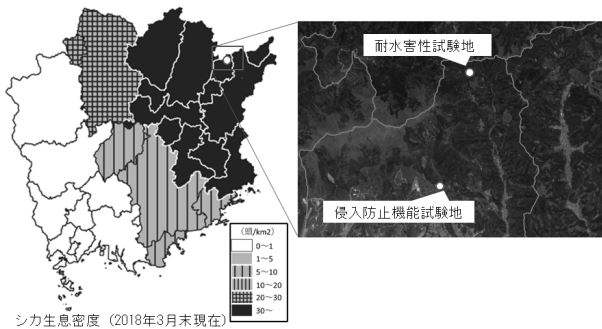 耐水害性試験地
侵入防止機能試験地
(頭/km2)
0～1
1～5
5～10
10～20
20～30
30～
シカ生息密度（2018年3月末現在）